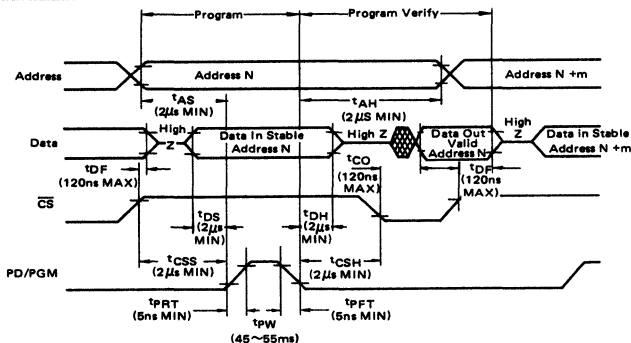 Program
Program Verify
Address
Address N
Address N +m
tAS
(2μs MIN)
tAH
(2μS MIN)
Data
High
Z
Data In Stable
Address N
High Z
Data Out
Valid
Address N
High
Z
Data in Stable
Address N+m
tDF
(120ns MAX)
tCO
(120ns
MAX)
tDF
(120ns
MAX)
CS
tDS
(2μs
MIN)
tDH
(2μs
MIN)
tCSS
(2μs MIN)
tCSH
(2μs MIN)
PD/PGM
tPRT
(5ns MIN)
tPW
(45~55ms)
tPFT
(5ns MIN)